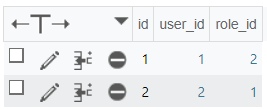 id user_id role_id
1 1 2
2 2 1